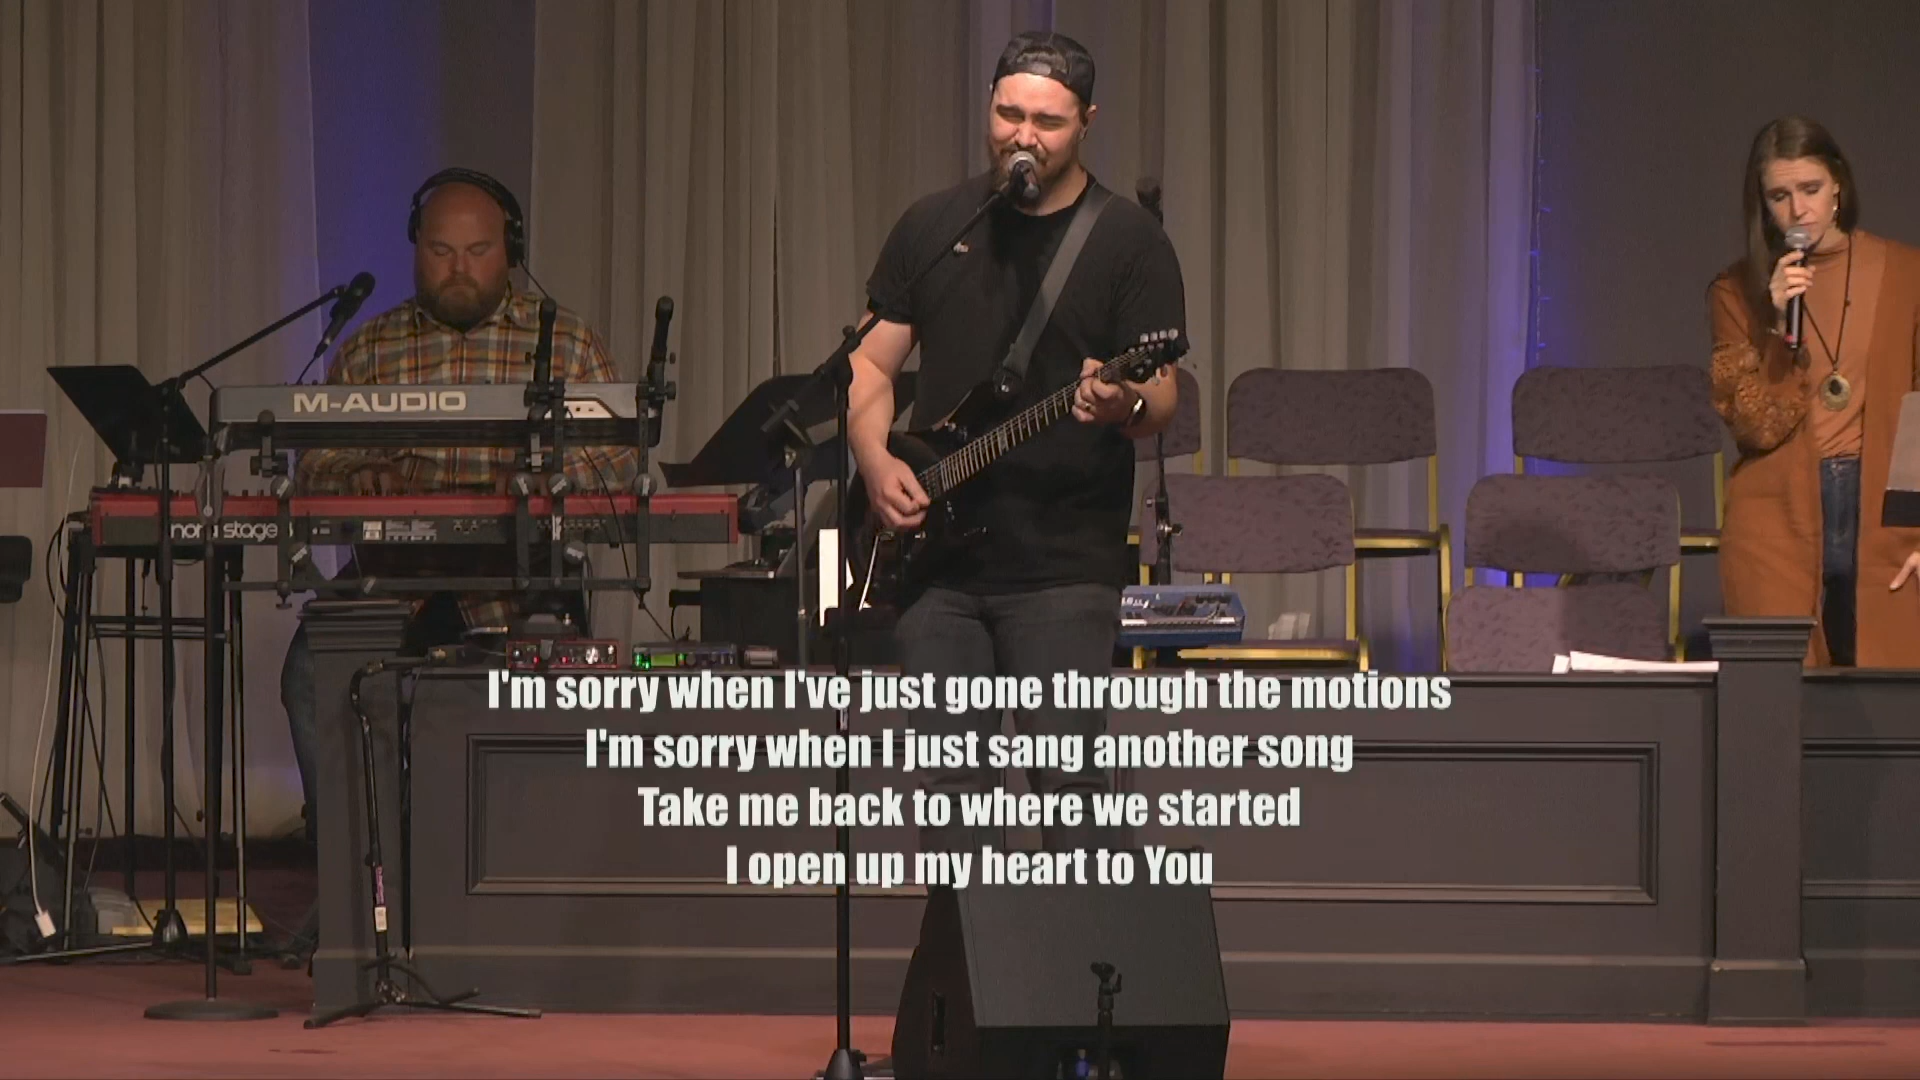 M-AUDIO
nord stage
I'm sorry when I've just gone through the motions
I'm sorry when I just sang another song
Take me back to where we started
I open up my heart to You